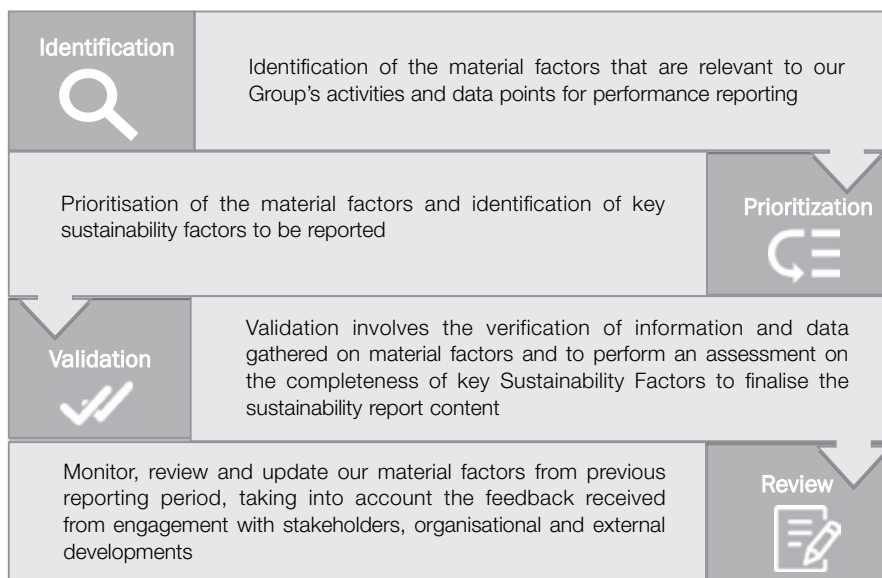 Identification
Identification of the material factors that are relevant to our
Group's activities and data points for performance reporting
Prioritisation of the material factors and identification of key
sustainability factors to be reported
Prioritization
Validation
Validation involves the verification of information and data
gathered on material factors and to perform an assessment on
the completeness of key Sustainability Factors to finalise the
sustainability report content
Monitor, review and update our material factors from previous
reporting period, taking into account the feedback received
from engagement with stakeholders, organisational and external
developments
Review